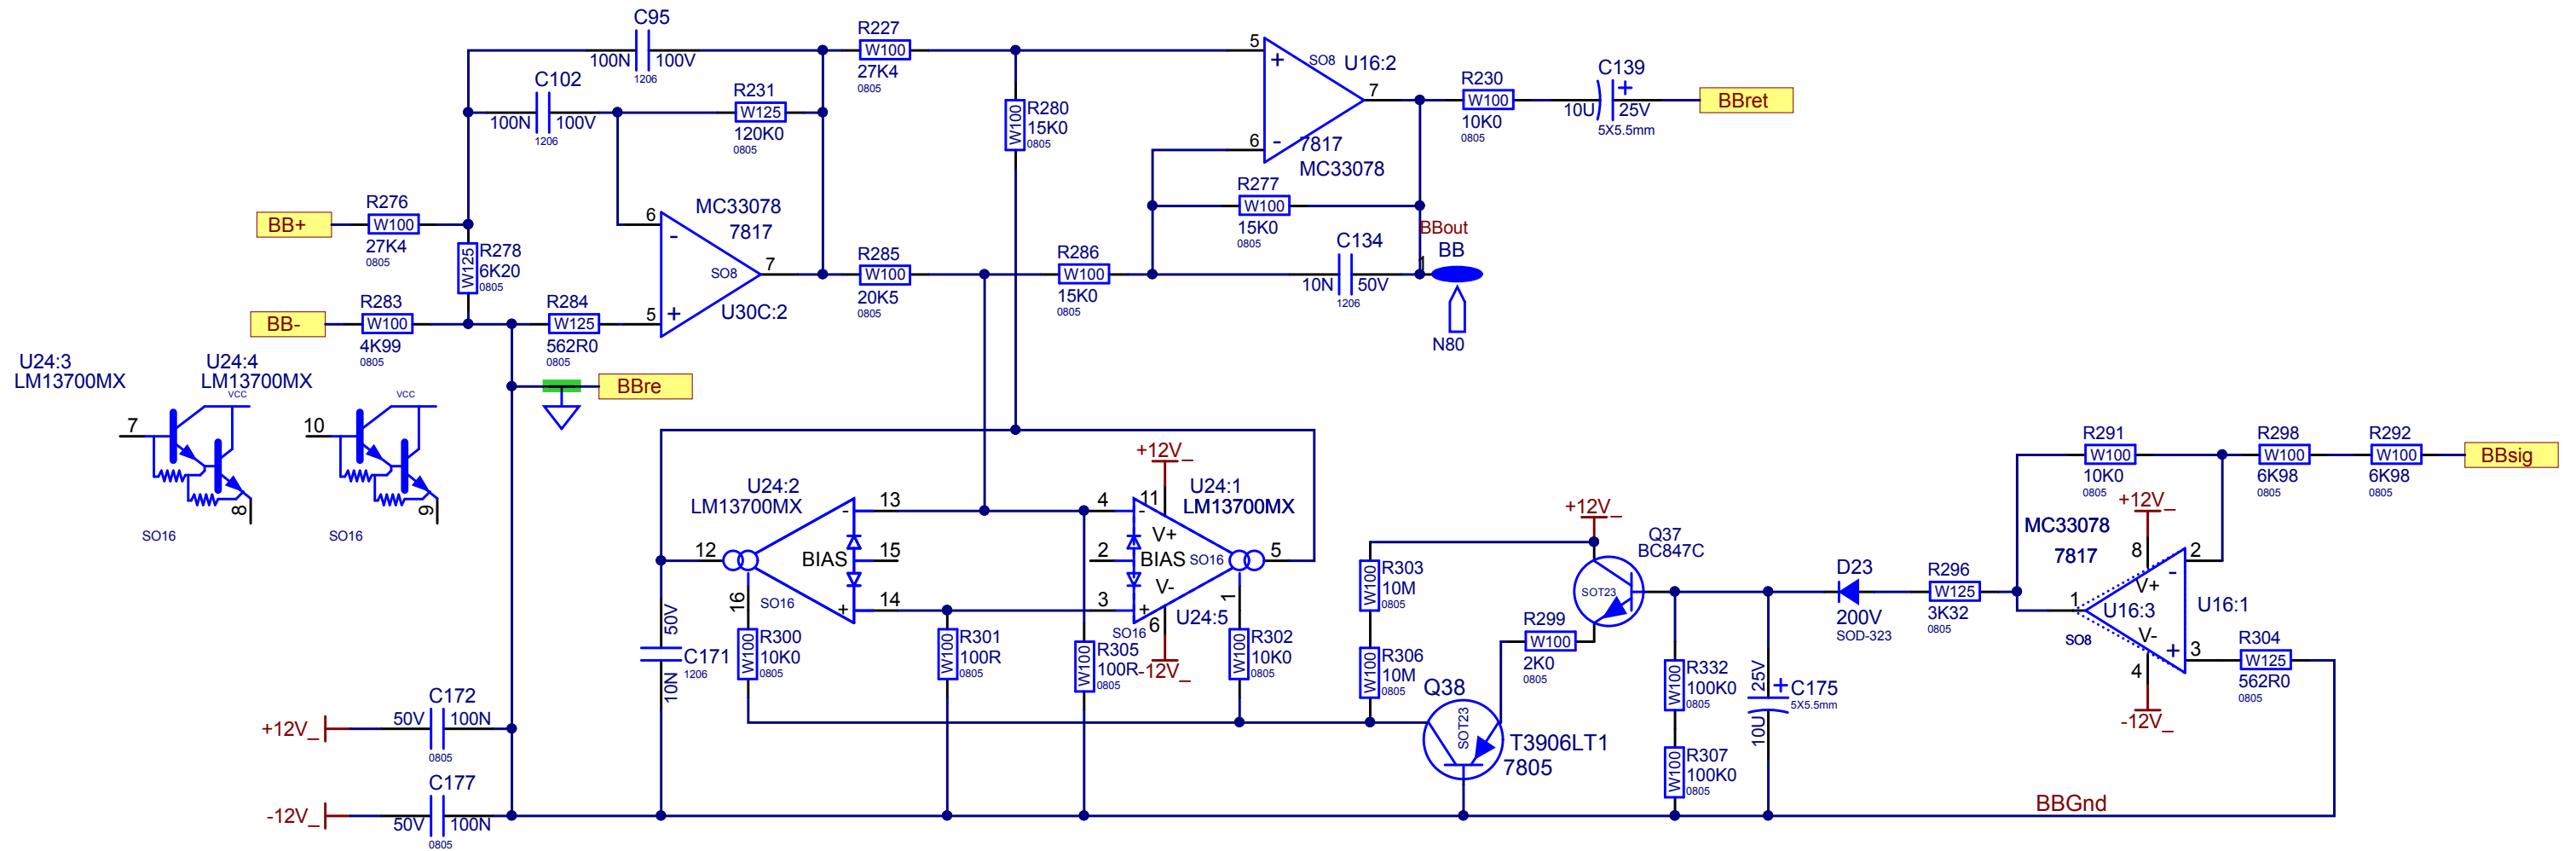 C95
100N
100V
1206
C102
100N
100V
1206
R231
W125
120K0
0805
R227
W100
27K4
0805
R280
W100
15K0
0805
5
+
SO8
U16:2
7
6
-
7817
MC33078
R230
W100
10K0
0805
C139
+
10U
25V
5X5.5mm
BBret
BB+
R276
W100
27K4
0805
R278
W125
6K20
0805
BB-
R283
W100
4K99
0805
R284
W125
562R0
0805
MC33078
7817
6
-
SO8
7
5
+
U30C:2
R285
W100
20K5
0805
R286
W100
15K0
0805
R277
W100
15K0
0805
C134
10N
50V
1206
BBout
BB
1
N80
BBre
U24:3
LM13700MX
7
8
SO16
U24:4
LM13700MX
VCC
VCC
10
9
SO16
U24:2
LM13700MX
13
-
12
BIAS
15
16
SO16
+
14
+12V_
U24:1
LM13700MX
4
-
11
V+
2
BIAS
SO16
5
V-
3
+
1
SO16
6
U24:5
-12V_
50V
C171
1206
10N
R300
W100
10K0
0805
R301
W100
100R
0805
R305
W100
100R
0805
R302
W100
10K0
0805
R303
W100
10M
0805
R306
W100
10M
0805
+12V_
Q37
BC847C
SOT23
R299
W100
2K0
0805
Q38
SOT23
T3906LT1
7805
R332
W100
100K0
0805
R307
W100
100K0
0805
25V
+
C175
5X5.5mm
10U
D23
200V
SOD-323
R296
W125
3K32
0805
R291
W100
10K0
0805
R298
W100
6K98
0805
R292
W100
6K98
0805
BBsig
+12V_
MC33078
7817
8
2
-
V+
1
U16:3
U16:1
SO8
V-
+
3
4
-12V_
R304
W125
562R0
0805
BBGnd
+12V_
C172
50V
100N
0805
-12V_
C177
50V
100N
0805